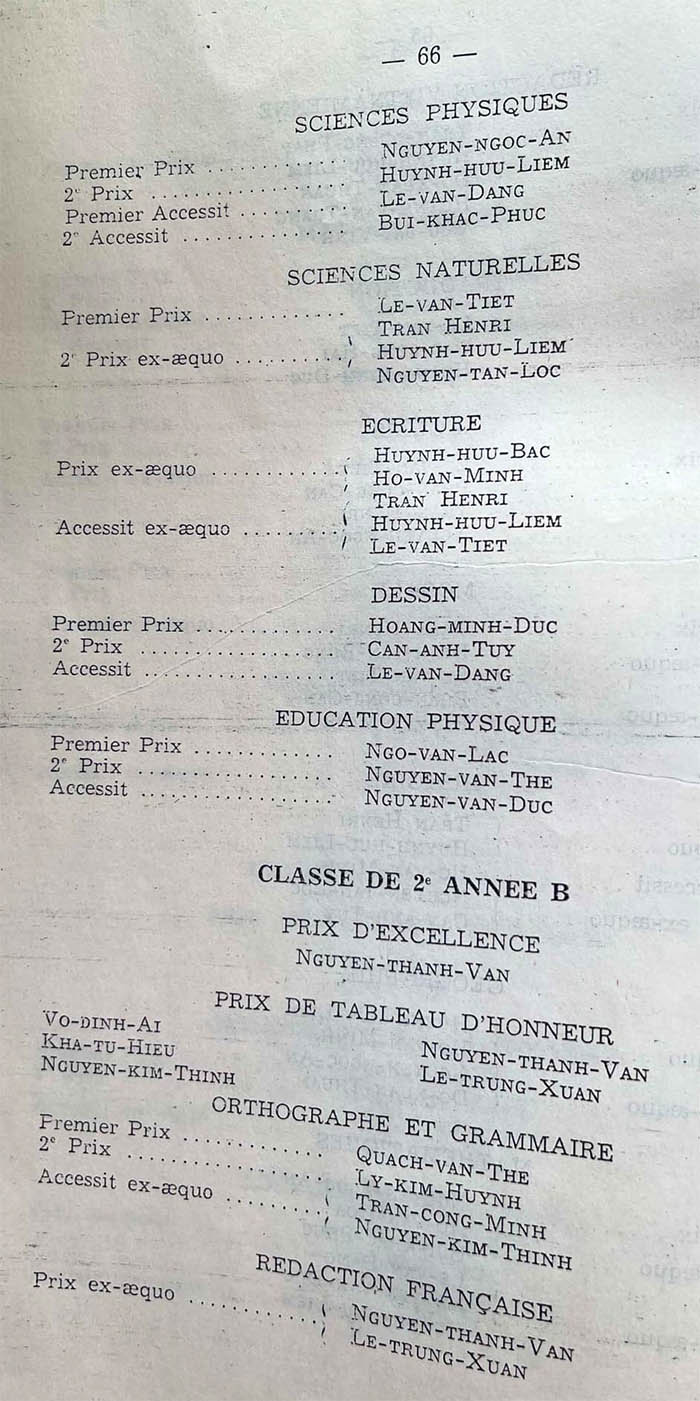 — 66 —
SCIENCES PHYSIQUES
Premier Prix .................. NGUYEN-NGOC-AN
2e Prix .................. HUYNH-HUU-LIEM
Premier Accessit .................. LE-VAN-DANG
2e Accessit .................. BUI-KHAC-PHUC
SCIENCES NATURELLES
Premier Prix .................. LE-VAN-TIET
TRAN HENRI
2e Prix ex-æquo .................. HUYNH-HUU-LIEM
NGUYEN-TAN-LOC
ECRITURE
HUYNH-HUU-BAC
Prix ex-æquo .................. HO-VAN-MINH
TRAN HENRI
Accessit ex-æquo .................. HUYNH-HUU-LIEM
LE-VAN-TIET
DESSIN
Premier Prix .................. HOANG-MINH-DUC
2e Prix .................. CAN-ANH-TUY
Accessit .................. LE-VAN-DANG
EDUCATION PHYSIQUE
Premier Prix .................. NGO-VAN-LAC
2e Prix .................. NGUYEN-VAN-THE
Accessit .................. NGUYEN-VAN-DUC
CLASSE DE 2e ANNEE B
PRIX D'EXCELLENCE
NGUYEN-THANH-VAN
PRIX DE TABLEAU D'HONNEUR
VO-DINH-AI
KHA-TU-HIEU NGUYEN-THANH-VAN
NGUYEN-KIM-THINH LE-TRUNG-XUAN
ORTHOGRAPHE ET GRAMMAIRE
Premier Prix .................. QUACH-VAN-THE
2e Prix .................. LY-KIM-HUYNH
Accessit ex-æquo .................. TRAN-CONG-MINH
NGUYEN-KIM-THINH
REDACTION FRANÇAISE
Prix ex-æquo .................. NGUYEN-THANH-VAN
LE-TRUNG-XUAN